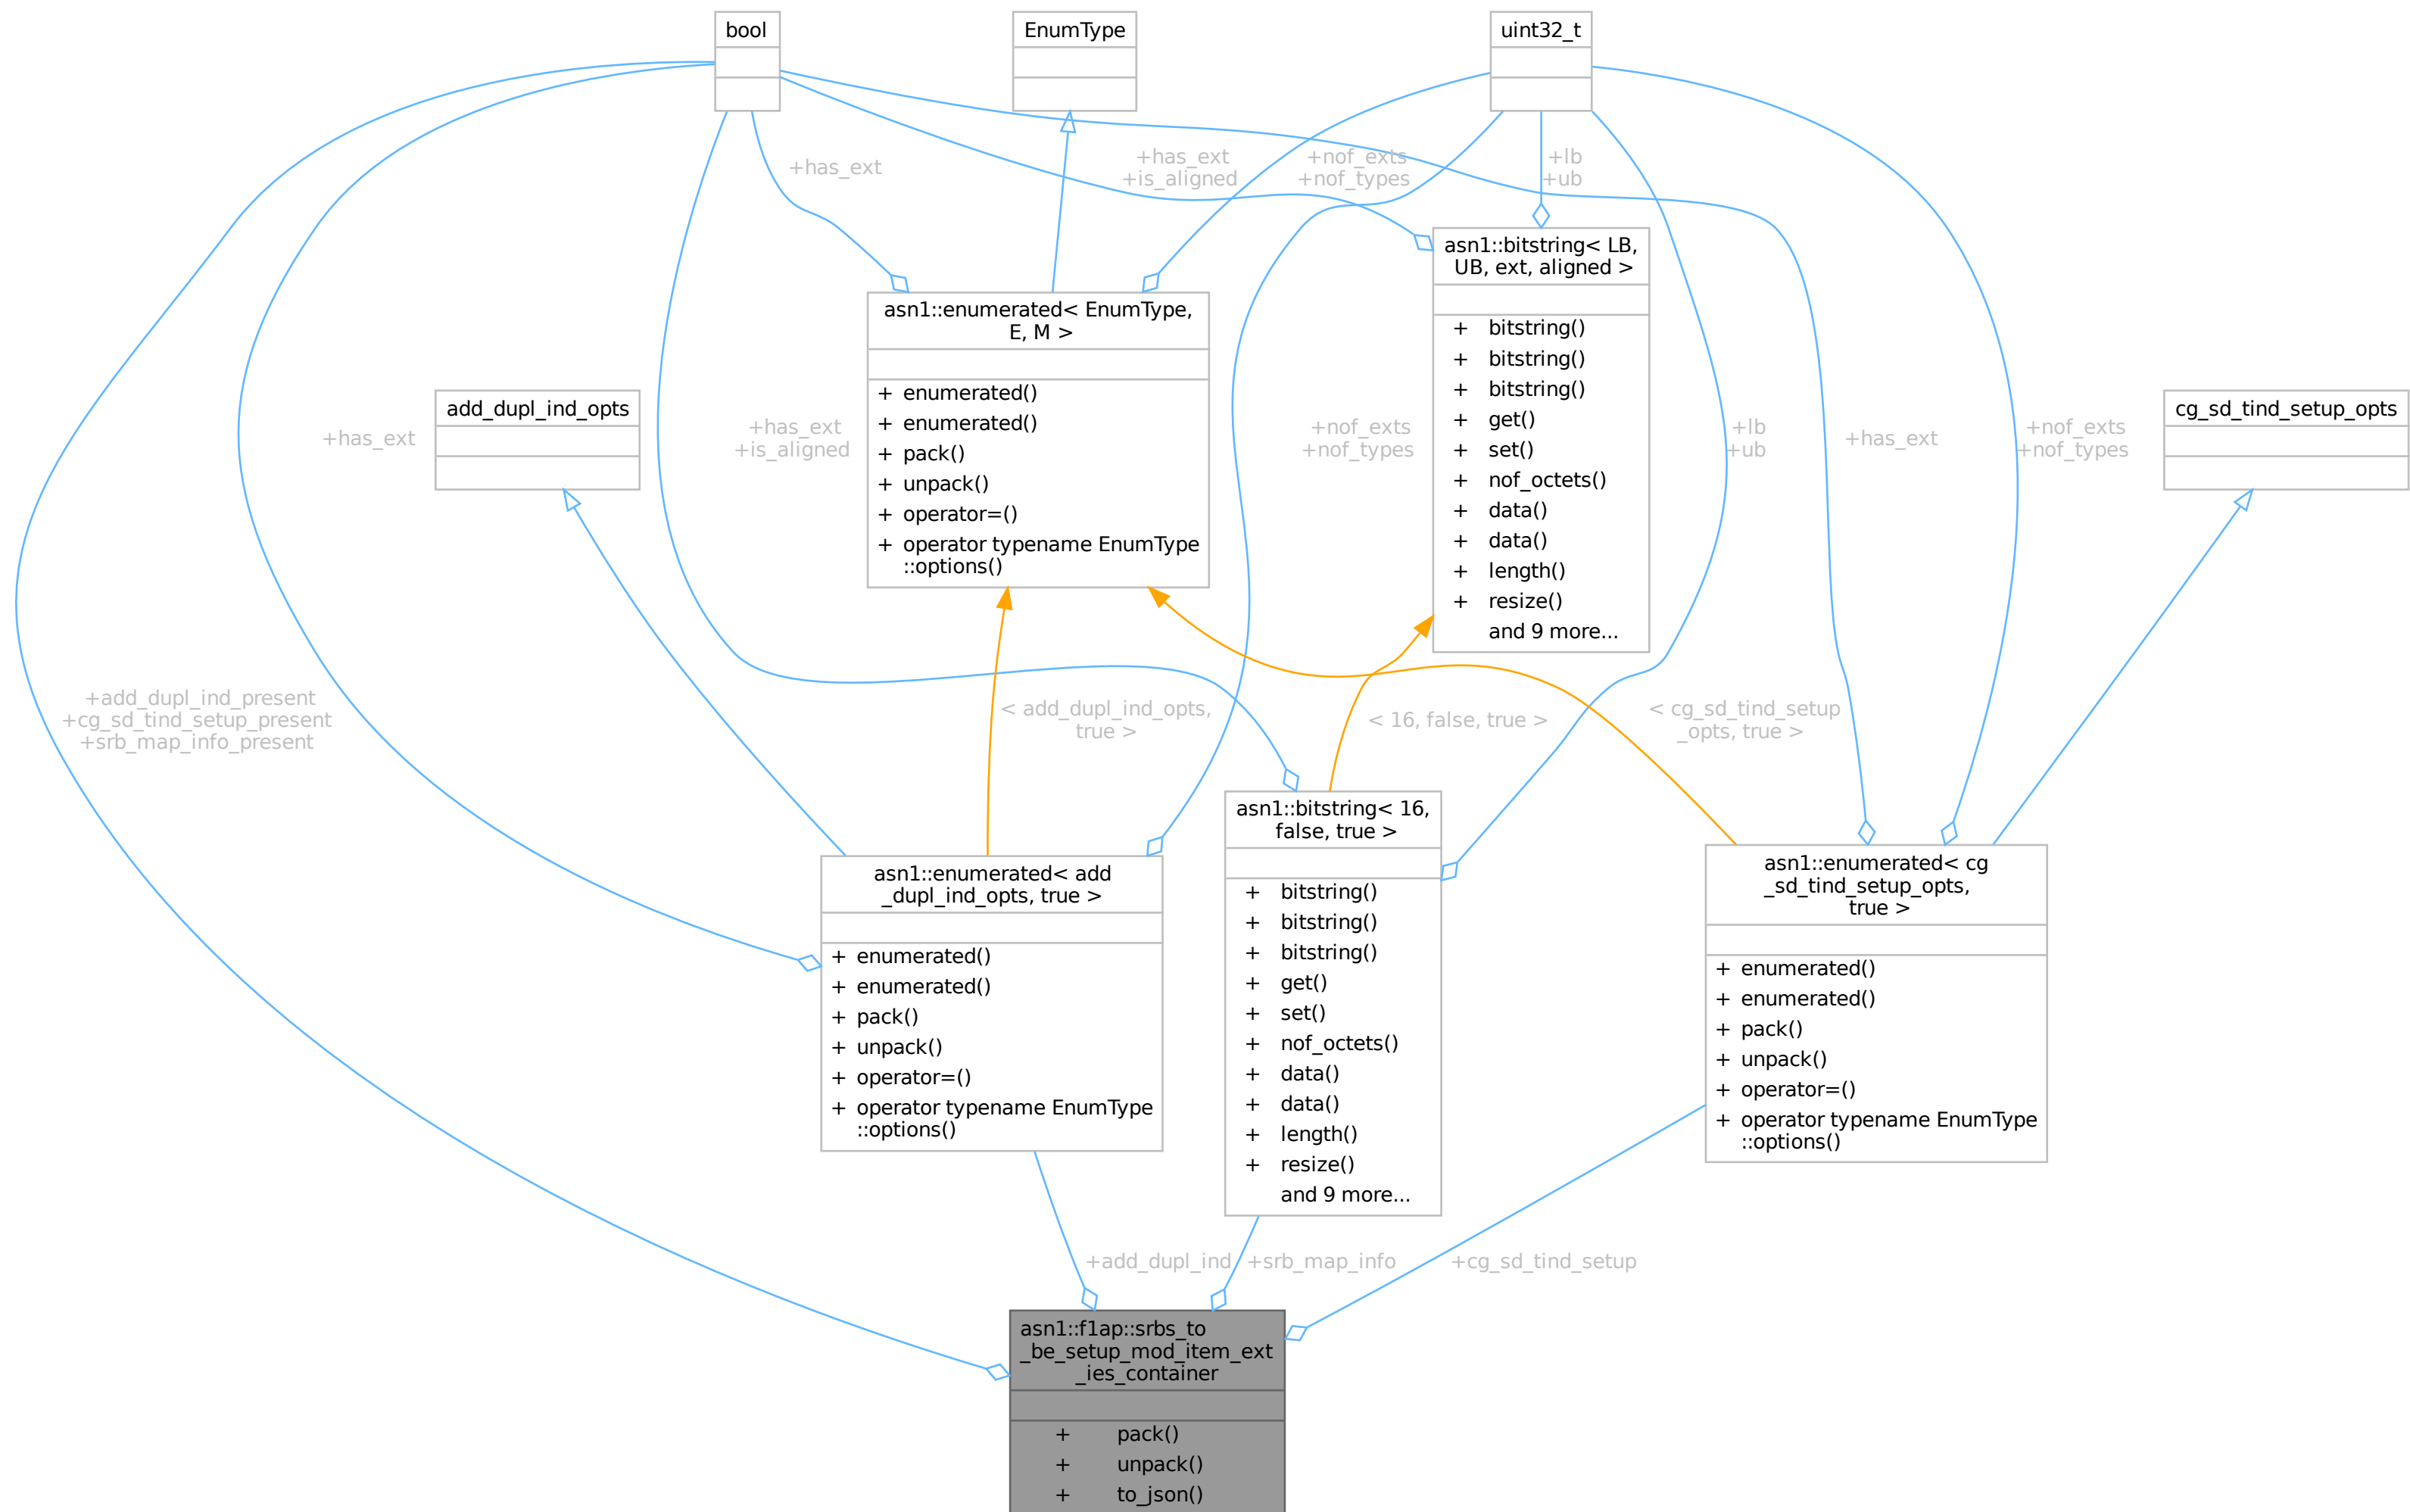 bool
EnumType
uint32_t
+has_ext
+has_ext
+is_aligned
+nof_exts
+nof_types
+lb
+ub
asn1::bitstring< LB,
UB, ext, aligned >
+ bitstring()
+ bitstring()
+ bitstring()
+ get()
+ set()
+ nof_octets()
+ data()
+ data()
+ length()
+ resize()
and 9 more...
asn1::enumerated< EnumType,
E, M >
+ enumerated()
+ enumerated()
+ pack()
+ unpack()
+ operator=()
+ operator typename EnumType
::options()
add_dupl_ind_opts
cg_sd_tind_setup_opts
+has_ext
+has_ext
+is_aligned
+nof_exts
+nof_types
+lb
+ub
+has_ext
+nof_exts
+nof_types
+add_dupl_ind_present
+cg_sd_tind_setup_present
+srb_map_info_present
< add_dupl_ind_opts,
true >
< 16, false, true >
< cg_sd_tind_setup
_opts, true >
asn1::enumerated< add
_dupl_ind_opts, true >
+ enumerated()
+ enumerated()
+ pack()
+ unpack()
+ operator=()
+ operator typename EnumType
::options()
asn1::bitstring< 16,
false, true >
+ bitstring()
+ bitstring()
+ bitstring()
+ get()
+ set()
+ nof_octets()
+ data()
+ data()
+ length()
+ resize()
and 9 more...
asn1::enumerated< cg
_sd_tind_setup_opts,
true >
+ enumerated()
+ enumerated()
+ pack()
+ unpack()
+ operator=()
+ operator typename EnumType
::options()
+add_dupl_ind
+srb_map_info
+cg_sd_tind_setup
asn1::f1ap::srbs_to
_be_setup_mod_item_ext
_ies_container
+ pack()
+ unpack()
+ to_json()